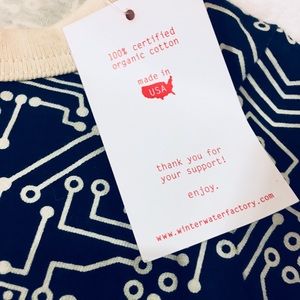 100% certified
organic cotton
made in
USA
thank you for
your support!
enjoy.
www.winterwaterfactory.com